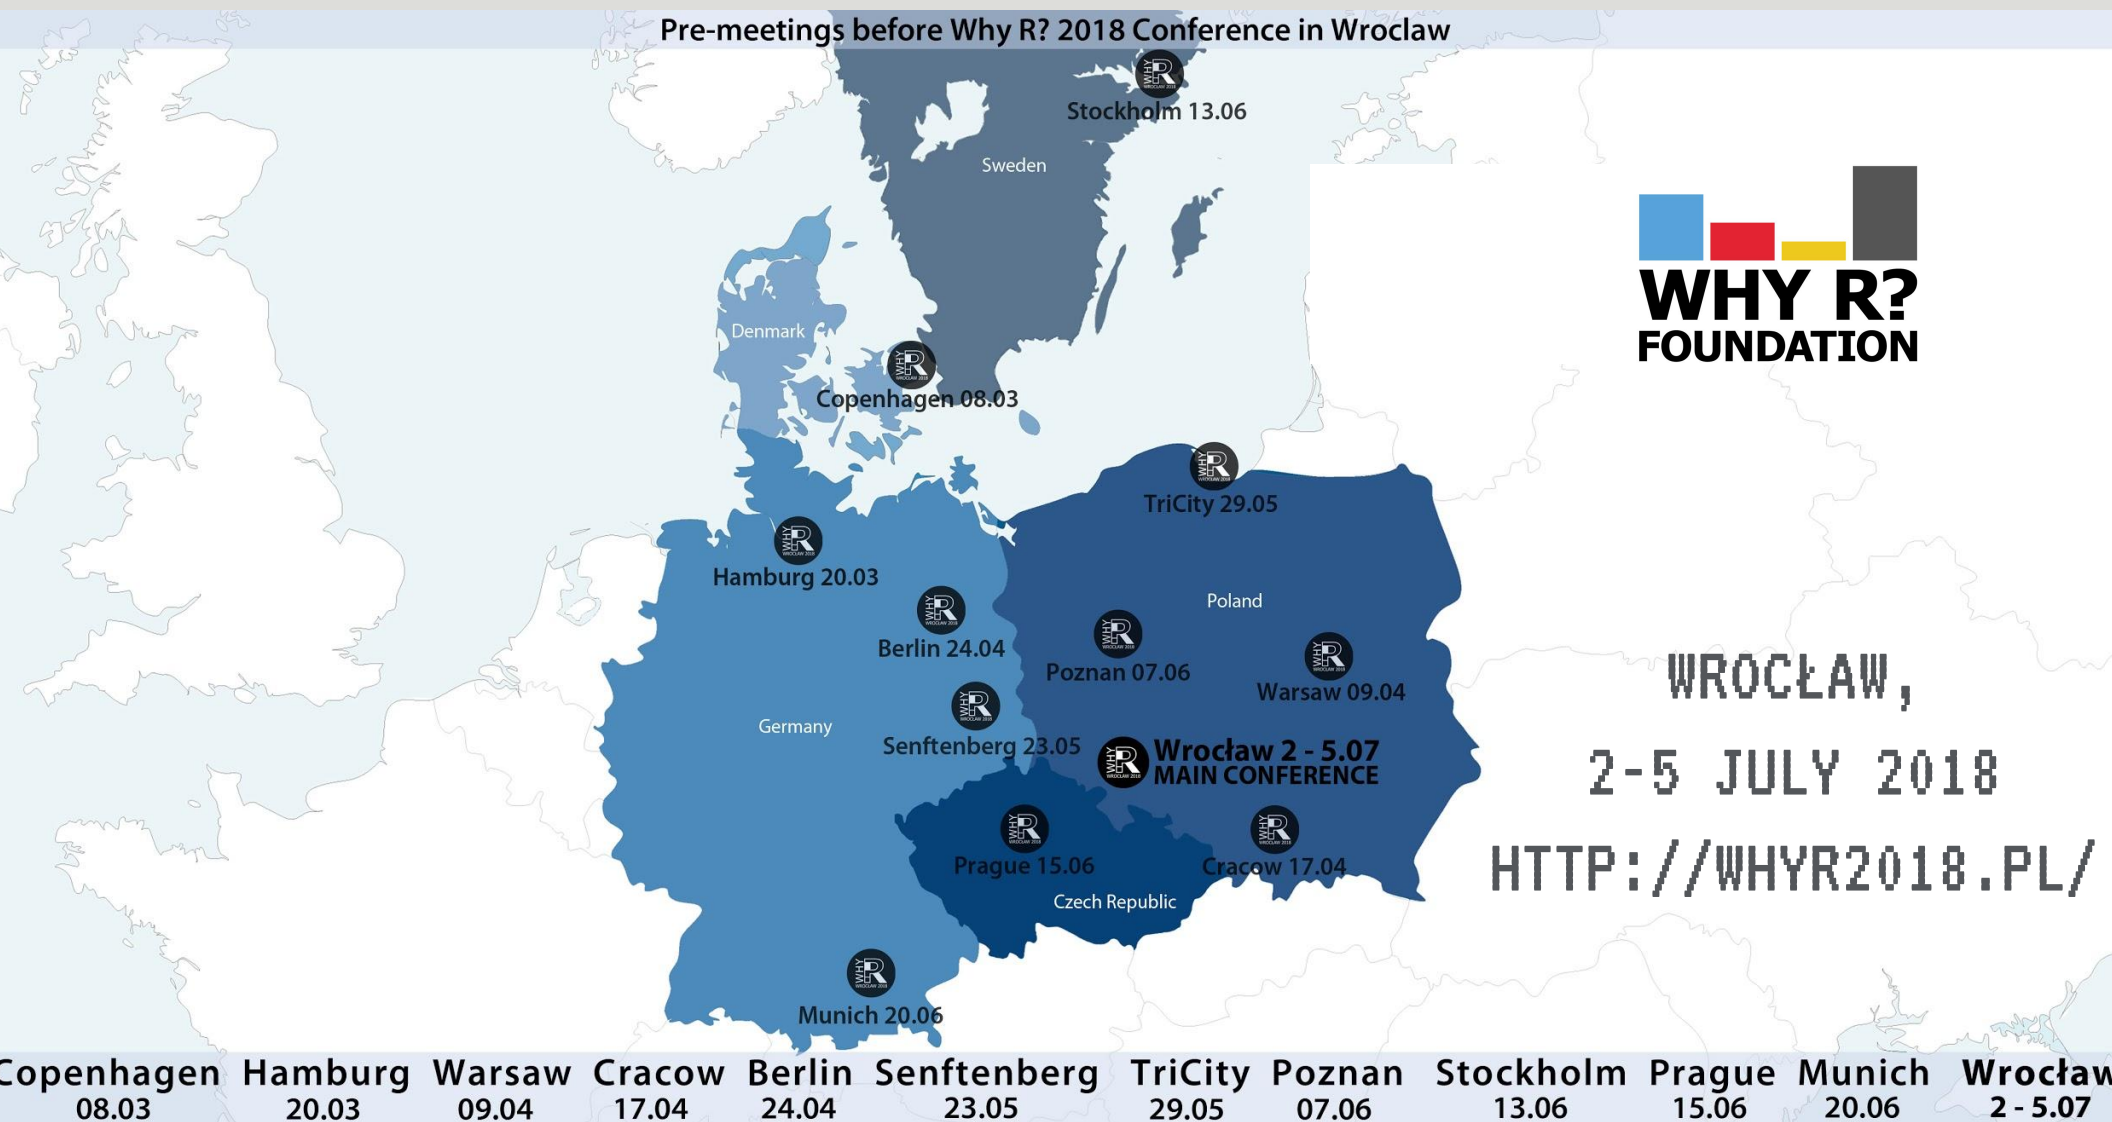 Pre-meetings before Why R? 2018 Conference in Wroclaw
Stockholm 13.06
Sweden
WHY R?
FOUNDATION
Denmark
Copenhagen 08.03
TriCity 29.05
Hamburg 20.03
Poland
Berlin 24.04
Poznan 07.06
Warsaw 09.04
WROCŁAW,
Germany
Senftenberg 23.05
Wrocław 2 - 5.07
MAIN CONFERENCE
2-5 JULY 2018
Prague 15.06
Cracow 17.04
HTTP://WHYR2018.PL/
Czech Republic
Munich 20.06
Copenhagen Hamburg Warsaw Cracow Berlin Senftenberg TriCity Poznan Stockholm Prague Munich Wrocław
08.03 20.03 09.04 17.04 24.04 23.05 29.05 07.06 13.06 15.06 20.06 2 - 5.07